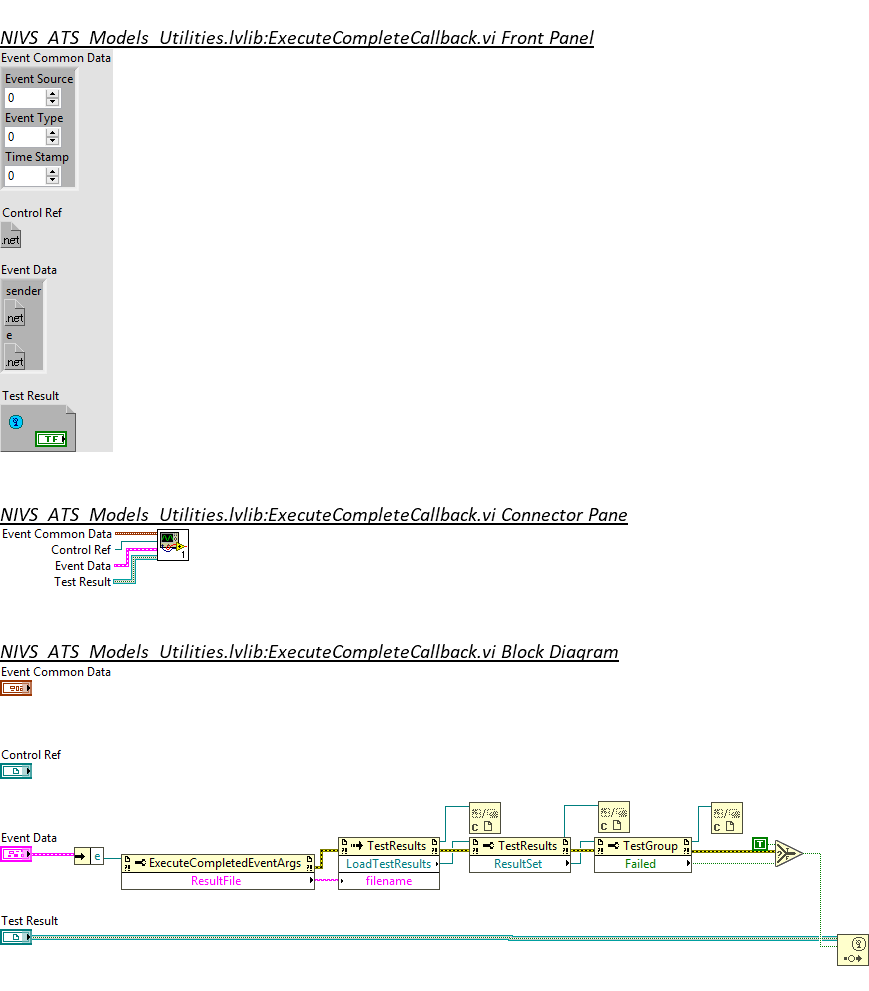 NIVS_ATS_Models_Utilities.lvlib:ExecuteCompleteCallback.vi Front Panel
Event Common Data
Event Source
0
Event Type
0
Time Stamp
0
Control Ref
.net
Event Data
sender
.net
e
.net
Test Result
TF
NIVS_ATS_Models_Utilities.lvlib:ExecuteCompleteCallback.vi Connector Pane
Event Common Data
Control Ref
Event Data
Test Result
1
NIVS_ATS_Models_Utilities.lvlib:ExecuteCompleteCallback.vi Block Diagram
Event Common Data
Control Ref
Event Data
e
ExecuteCompletedEventArgs
ResultFile
TestResults
LoadTestResults
filename
C
TestResults
ResultSet
C
TestGroup
Failed
C
T
?
T
F
Test Result